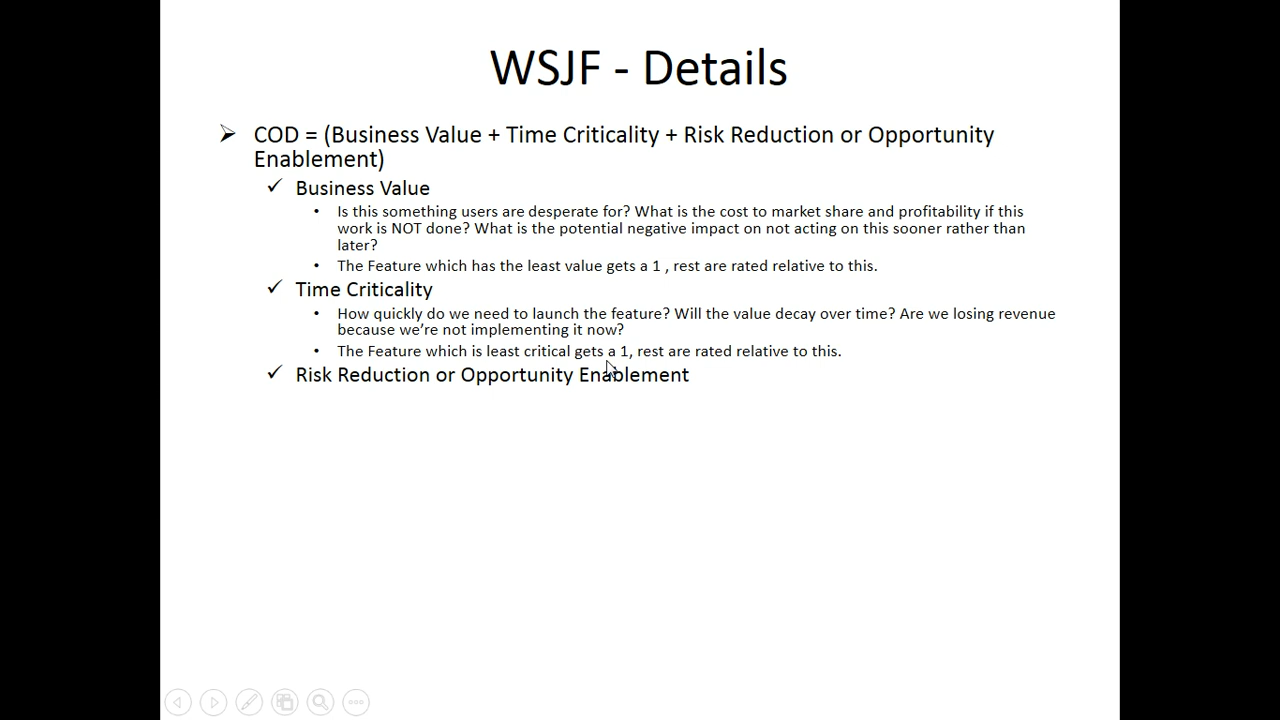 WSJF - Details
COD = (Business Value + Time Criticality + Risk Reduction or Opportunity
Enablement)
Business Value
Is this something users are desperate for? What is the cost to market share and profitability if this
work is NOT done? What is the potential negative impact on not acting on this sooner rather than
later?
The Feature which has the least value gets a 1 , rest are rated relative to this.
Time Criticality
How quickly do we need to launch the feature? Will the value decay over time? Are we losing revenue
because we’re not implementing it now?
The Feature which is least critical gets a 1, rest are rated relative to this.
Risk Reduction or Opportunity Enablement